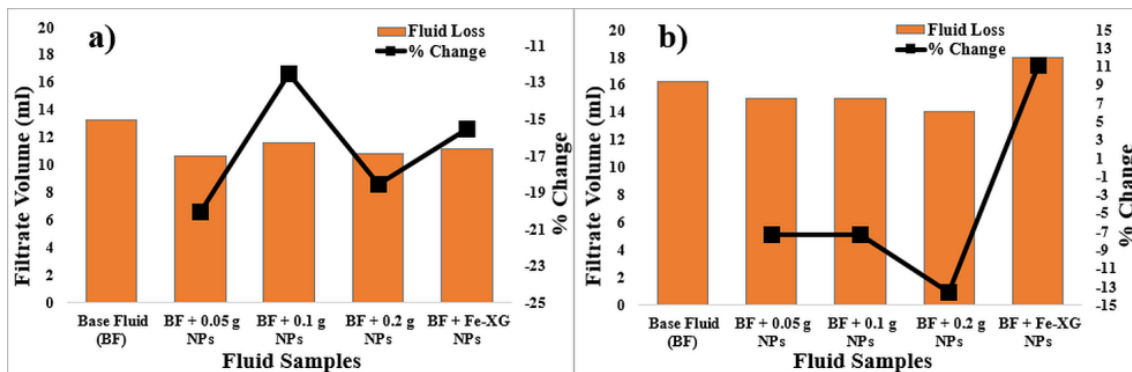 a)
Fluid Loss
% Change
Filtrate Volume (ml)
20
18
16
14
12
10
8
6
4
2
0
-11
-13
-15
-17
-19
-21
-23
-25
% Change
Base Fluid (BF)
BF + 0.05 g NPs
BF + 0.1 g NPs
BF + 0.2 g NPs
BF + Fe-XG NPs
Fluid Samples
b)
Fluid Loss
% Change
Filtrate Volume (ml)
20
18
16
14
12
10
8
6
4
2
0
15
13
11
9
7
5
3
1
-1
-3
-5
-7
-9
-11
-13
-15
% Change
Base Fluid (BF)
BF + 0.05 g NPs
BF + 0.1 g NPs
BF + 0.2 g NPs
BF + Fe-XG NPs
Fluid Samples